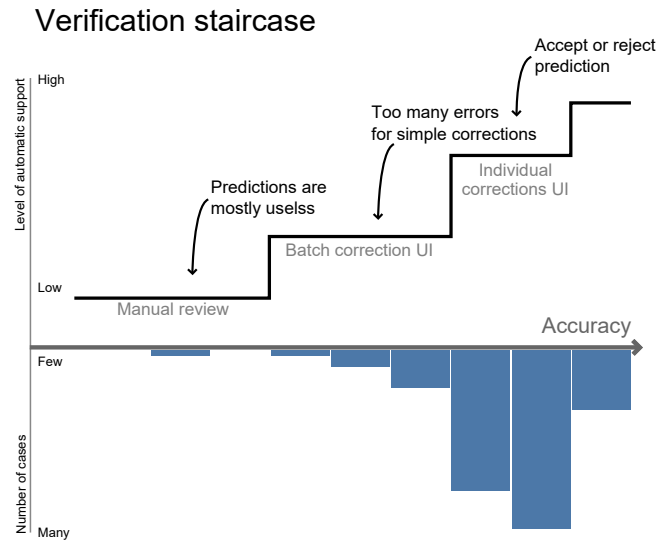 Verification staircase
Accept or reject
prediction
High
Too many errors
for simple corrections
Level of automatic support
Individual
corrections UI
Predictions are
mostly uselss
Batch correction UI
Low
Manual review
Accuracy
Few
Number of cases
Many